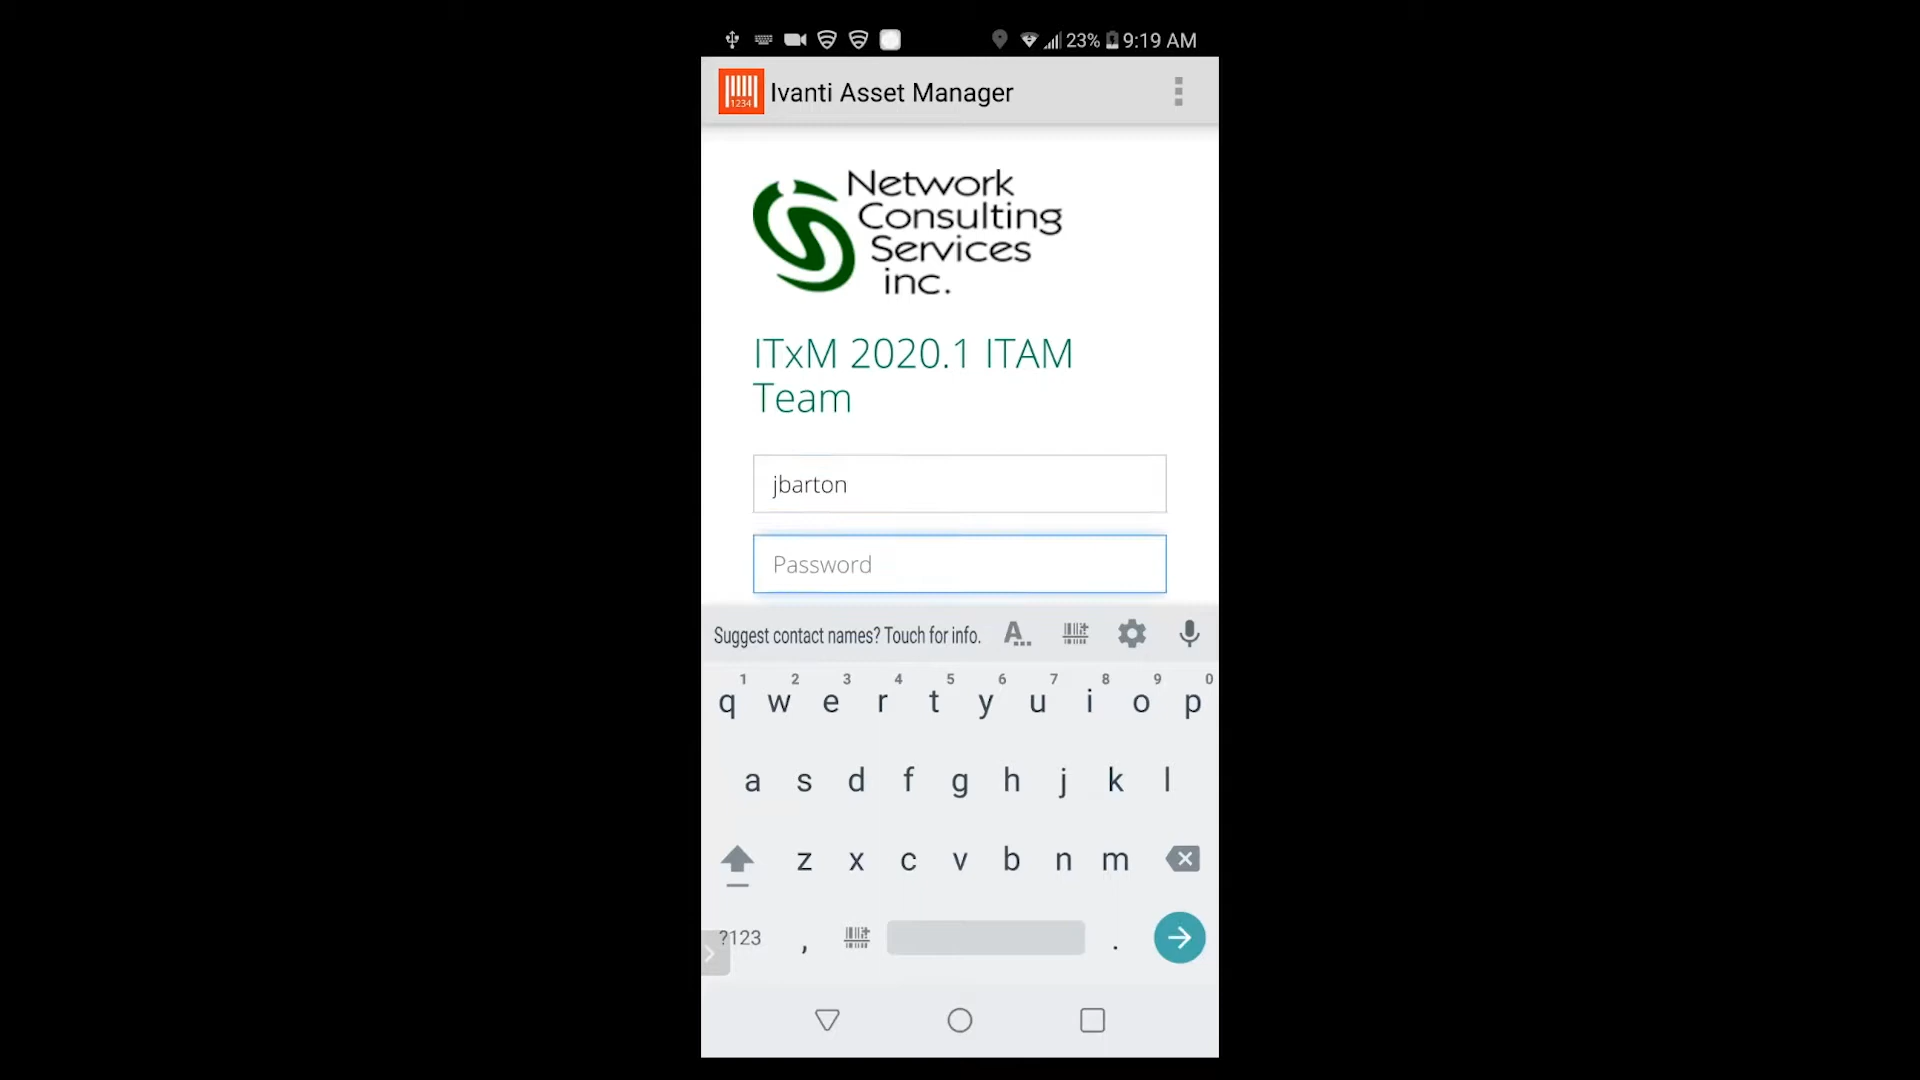 23% 9:19 AM
1234
Ivanti Asset Manager
Network
Consulting
Services
inc.
ITxM 2020.1 ITAM
Team
jbarton
Password
Suggest contact names? Touch for info. A...
1 2 3 4 5 6 7 8 9 0
q w e r t y u i o p
a s d f g h j k l
z x c v b n m
?123 , .